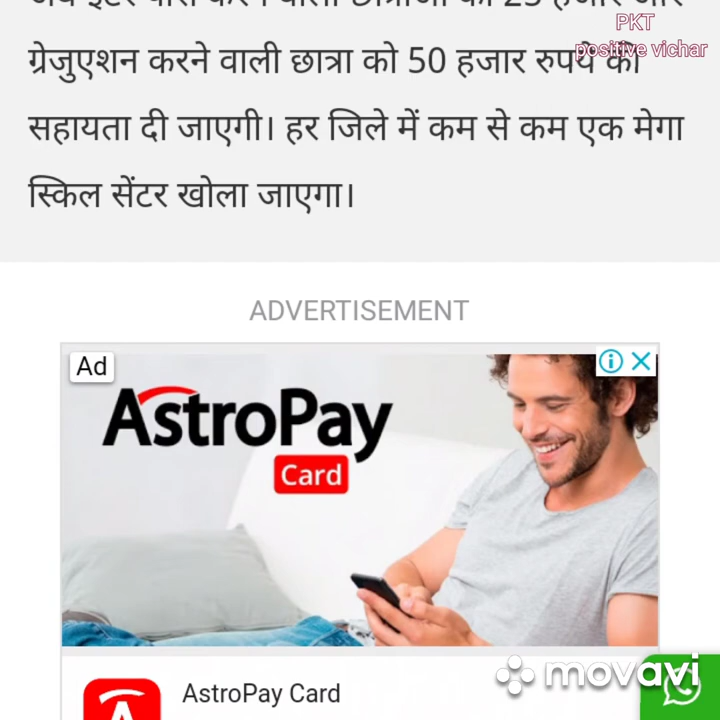 PKT
positive vichar
ग्रेजुएशन करने वाली छात्रा को 50 हजार रुपये की
सहायता दी जाएगी। हर जिले में कम से कम एक मेगा
स्किल सेंटर खोला जाएगा।
ADVERTISEMENT
Ad
AstroPay
Card
AstroPay Card
movavi